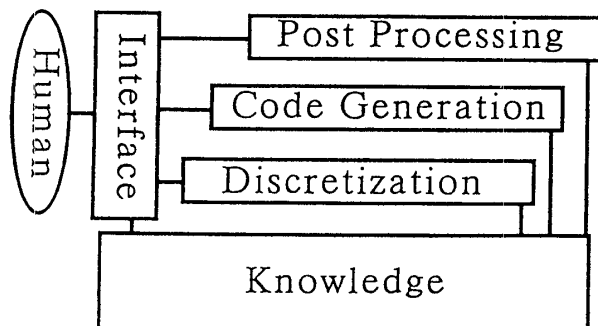 Human
Interface
Post Processing
Code Generation
Discretization
Knowledge